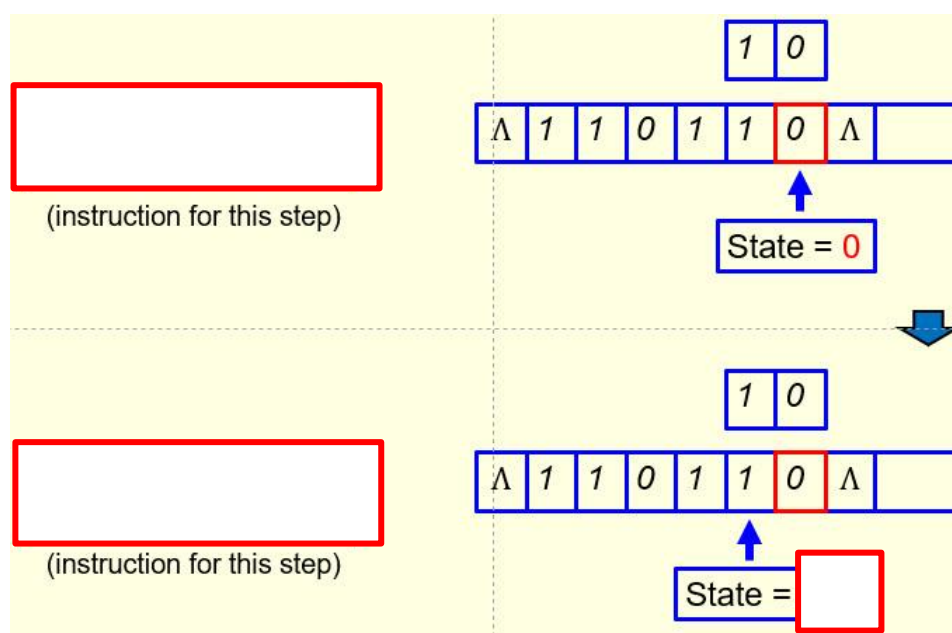 1 0
Λ 1 1 0 1 1 0 Λ
(instruction for this step)
State = 0
1 0
Λ 1 1 0 1 1 0 Λ
(instruction for this step)
State =